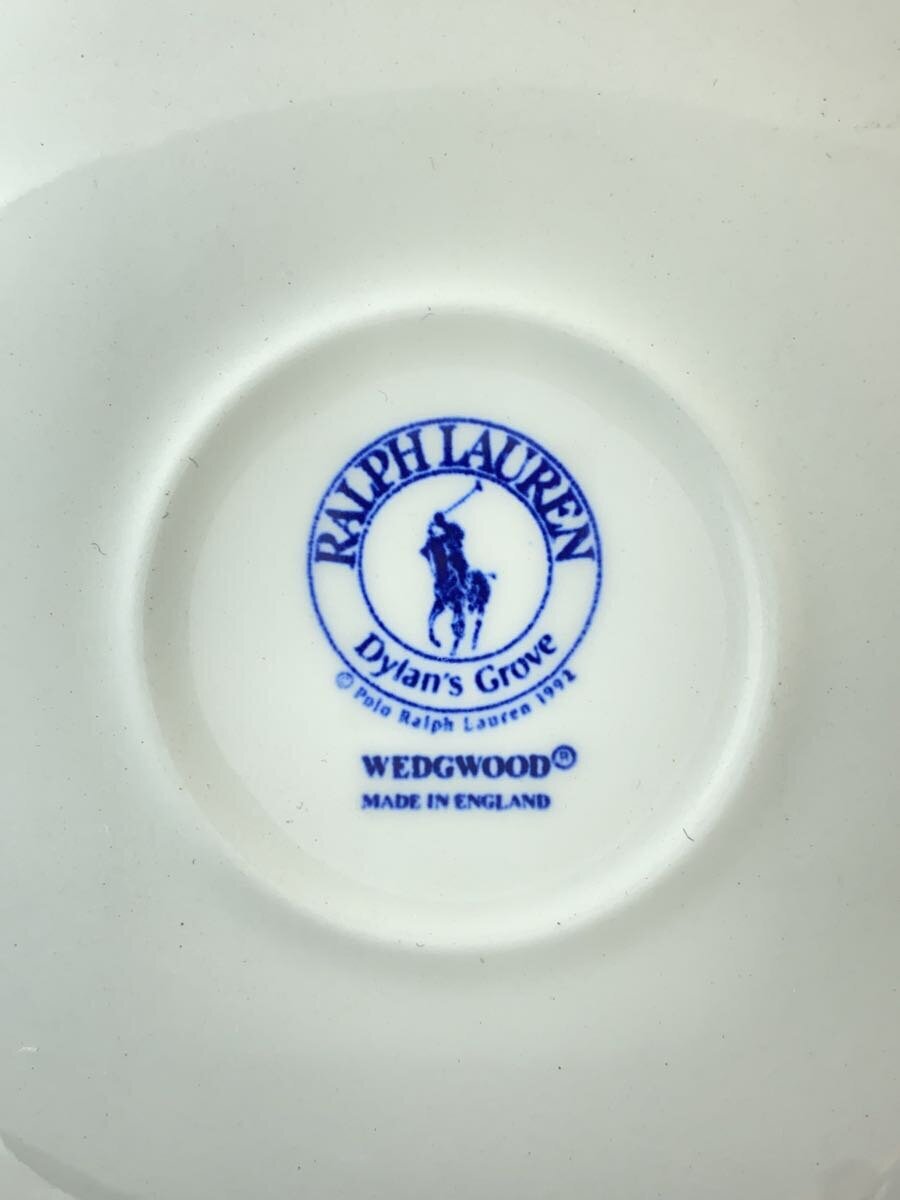 RALPH LAUREN
Dylan's Grove
© Polo Ralph Lauren 1992
WEDGWOOD®
MADE IN ENGLAND